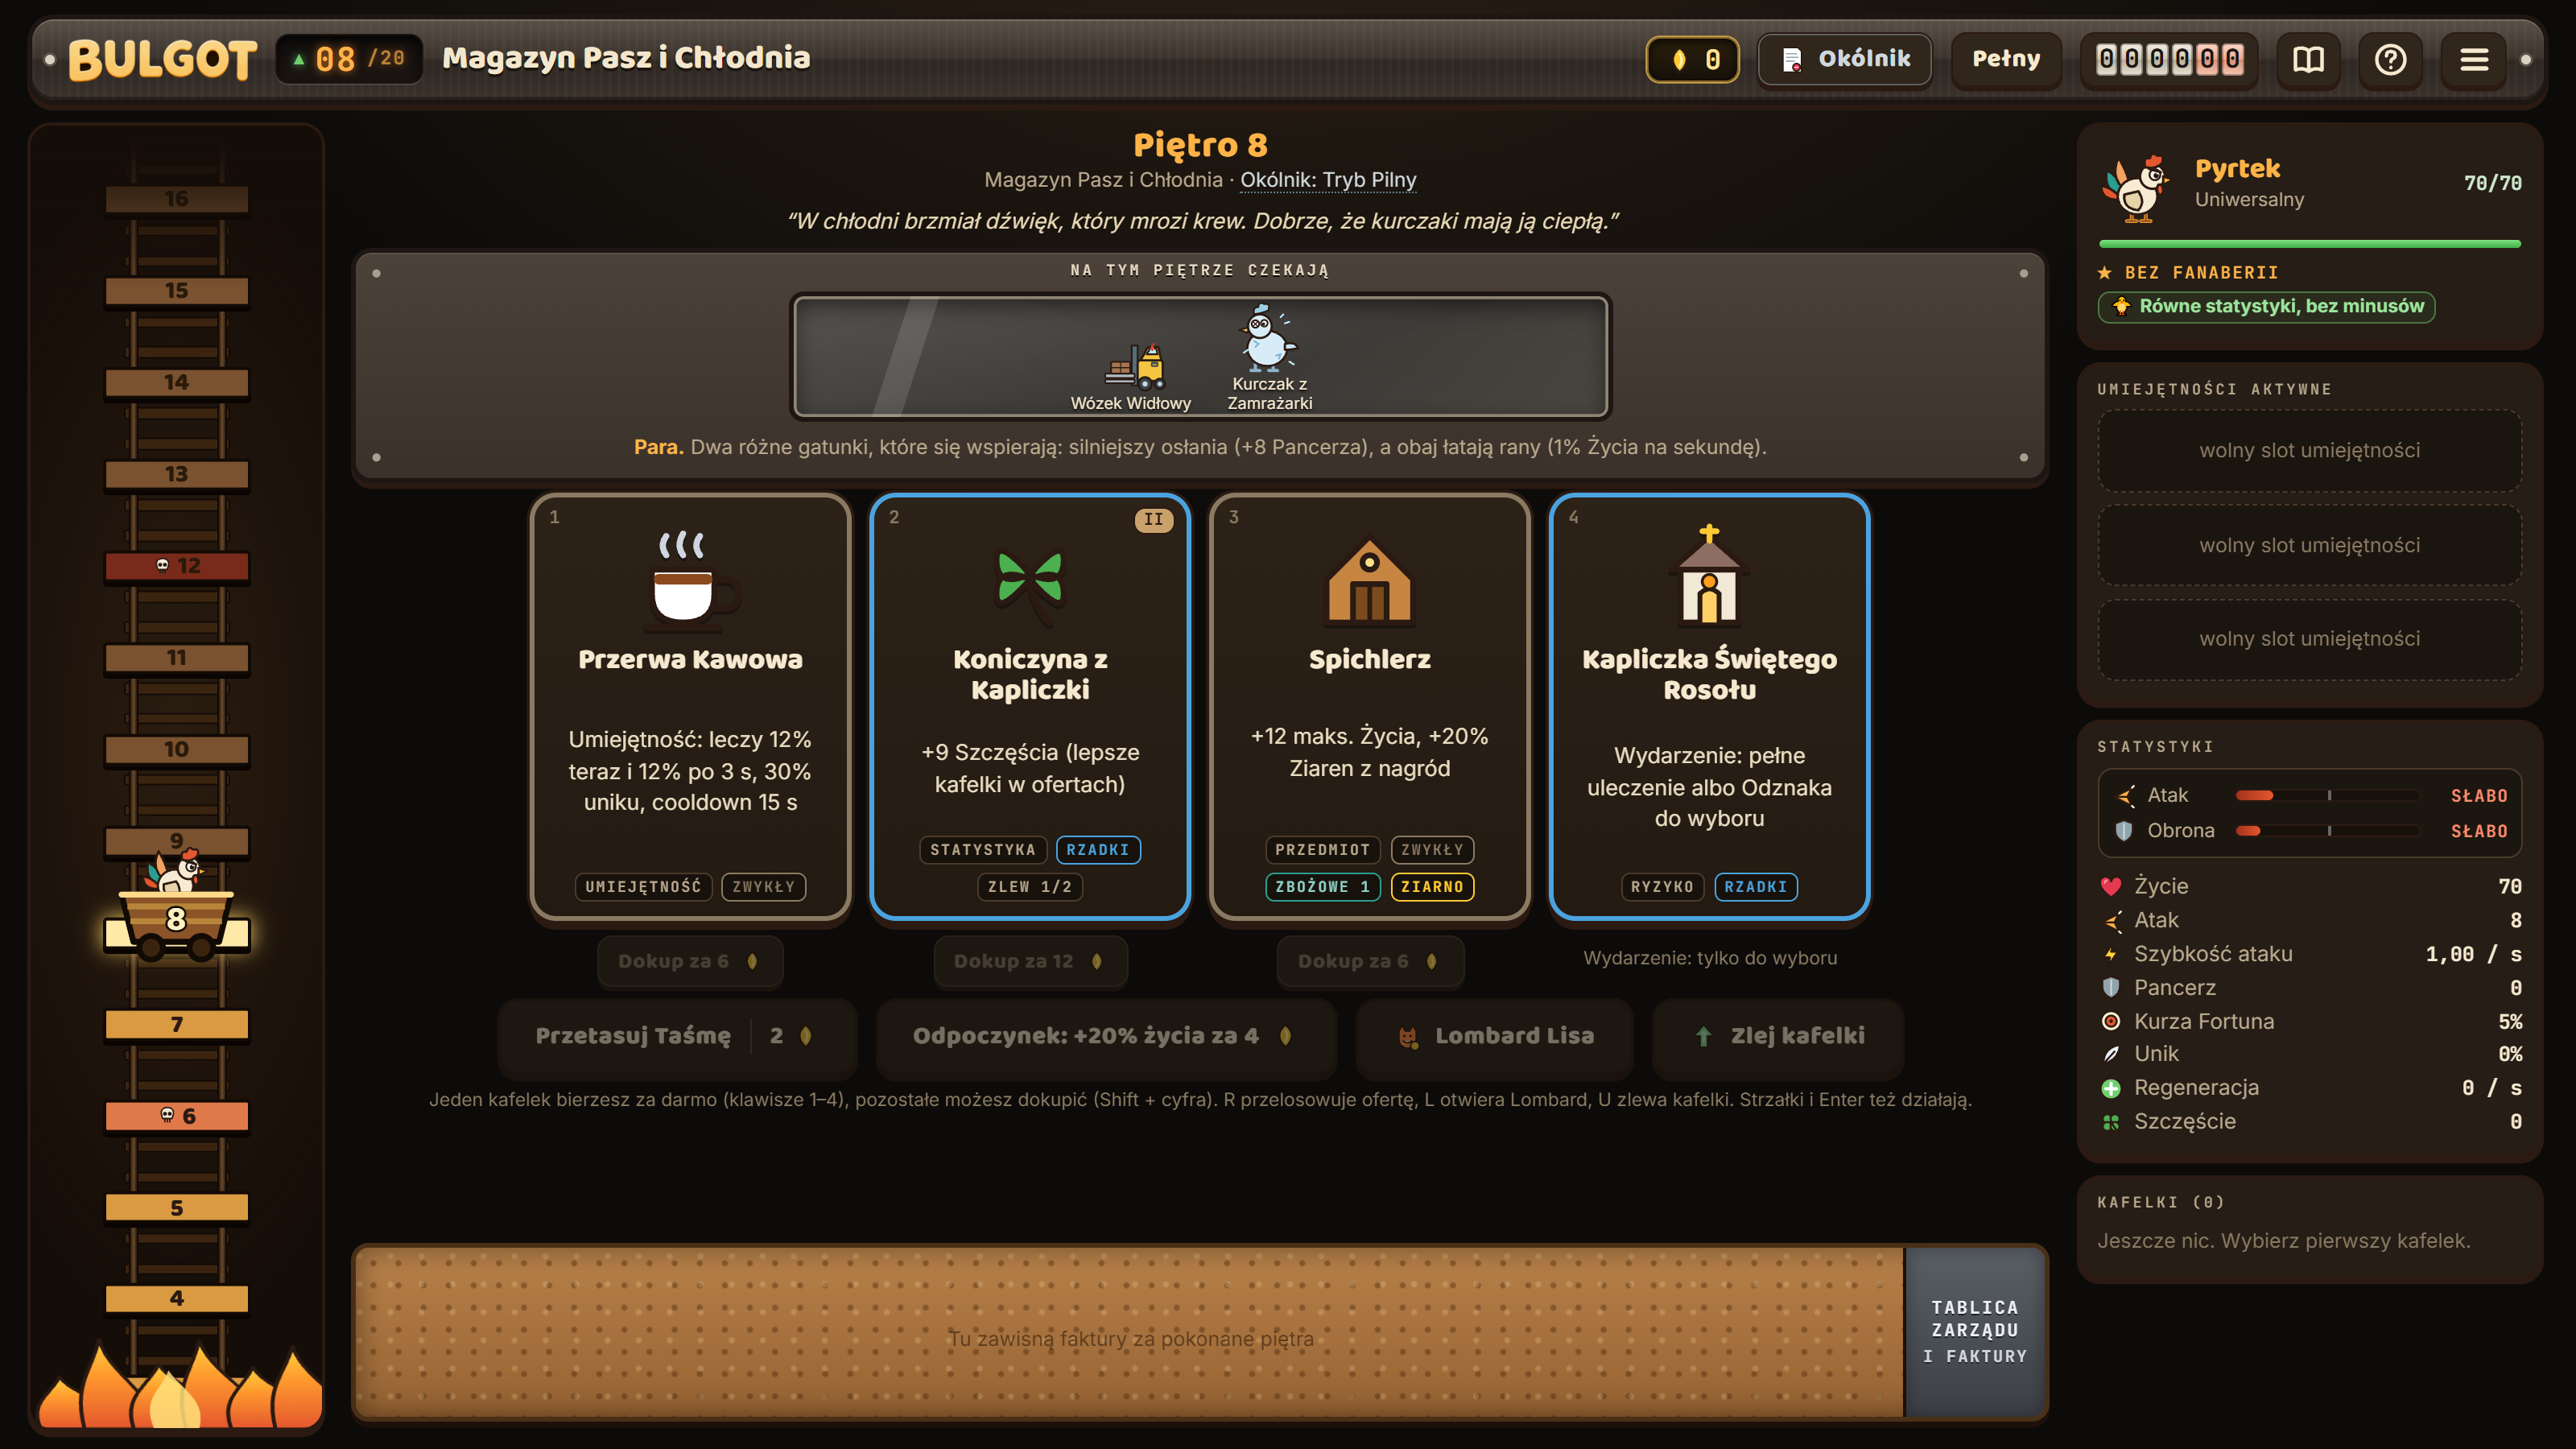 BULGOT
▲ 08 /20
Magazyn Pasz i Chłodnia
0
Okólnik
Pełny
000000
16
15
14
13
12
11
10
9
8
7
6
5
4
Piętro 8
Magazyn Pasz i Chłodnia · Okólnik: Tryb Pilny
“W chłodni brzmiał dźwięk, który mrozi krew. Dobrze, że kurczaki mają ją ciepłą.”
NA TYM PIĘTRZE CZEKAJĄ
Wózek Widłowy
Kurczak z
Zamrażarki
Para. Dwa różne gatunki, które się wspierają: silniejszy osłania (+8 Pancerza), a obaj łatają rany (1% Życia na sekundę).
1
Przerwa Kawowa
Umiejętność: leczy 12%
teraz i 12% po 3 s, 30%
uniku, cooldown 15 s
UMIEJĘTNOŚĆ ZWYKŁY
Dokup za 6
2
II
Koniczyna z
Kapliczki
+9 Szczęścia (lepsze
kafelki w ofertach)
STATYSTYKA RZADKI
ZLEW 1/2
Dokup za 12
3
Spichlerz
+12 maks. Życia, +20%
Ziaren z nagród
PRZEDMIOT ZWYKŁY
ZBOŻOWE 1 ZIARNO
Dokup za 6
4
Kapliczka Świętego
Rosołu
Wydarzenie: pełne
uleczenie albo Odznaka
do wyboru
RYZYKO RZADKI
Wydarzenie: tylko do wyboru
Przetasuj Taśmę 2
Odpoczynek: +20% życia za 4
Lombard Lisa
Zlej kafelki
Jeden kafelek bierzesz za darmo (klawisze 1–4), pozostałe możesz dokupić (Shift + cyfra). R przelosowuje ofertę, L otwiera Lombard, U zlewa kafelki. Strzałki i Enter też działają.
Tu zawisną faktury za pokonane piętra
TABLICA
ZARZĄDU
I FAKTURY
Pyrtek
Uniwersalny
70/70
★ BEZ FANABERII
Równe statystyki, bez minusów
UMIEJĘTNOŚCI AKTYWNE
wolny slot umiejętności
wolny slot umiejętności
wolny slot umiejętności
STATYSTYKI
Atak SŁABO
Obrona SŁABO
Życie 70
Atak 8
Szybkość ataku 1,00 / s
Pancerz 0
Kurza Fortuna 5%
Unik 0%
Regeneracja 0 / s
Szczęście 0
KAFELKI (0)
Jeszcze nic. Wybierz pierwszy kafelek.